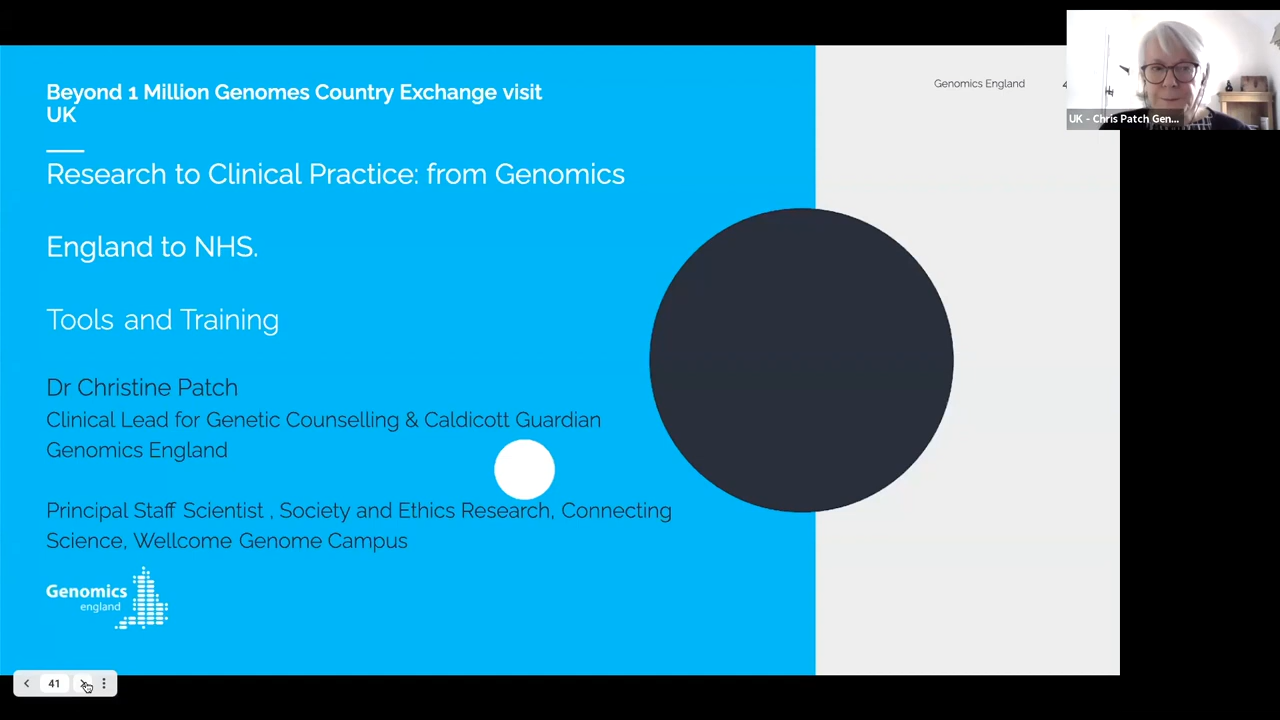 Beyond 1 Million Genomes Country Exchange visit
UK
Genomics England
4
UK - Chris Patch Gen...
Research to Clinical Practice: from Genomics
England to NHS.
Tools and Training
Dr Christine Patch
Clinical Lead for Genetic Counselling & Caldicott Guardian
Genomics England
Principal Staff Scientist , Society and Ethics Research, Connecting
Science, Wellcome Genome Campus
Genomics
england
41